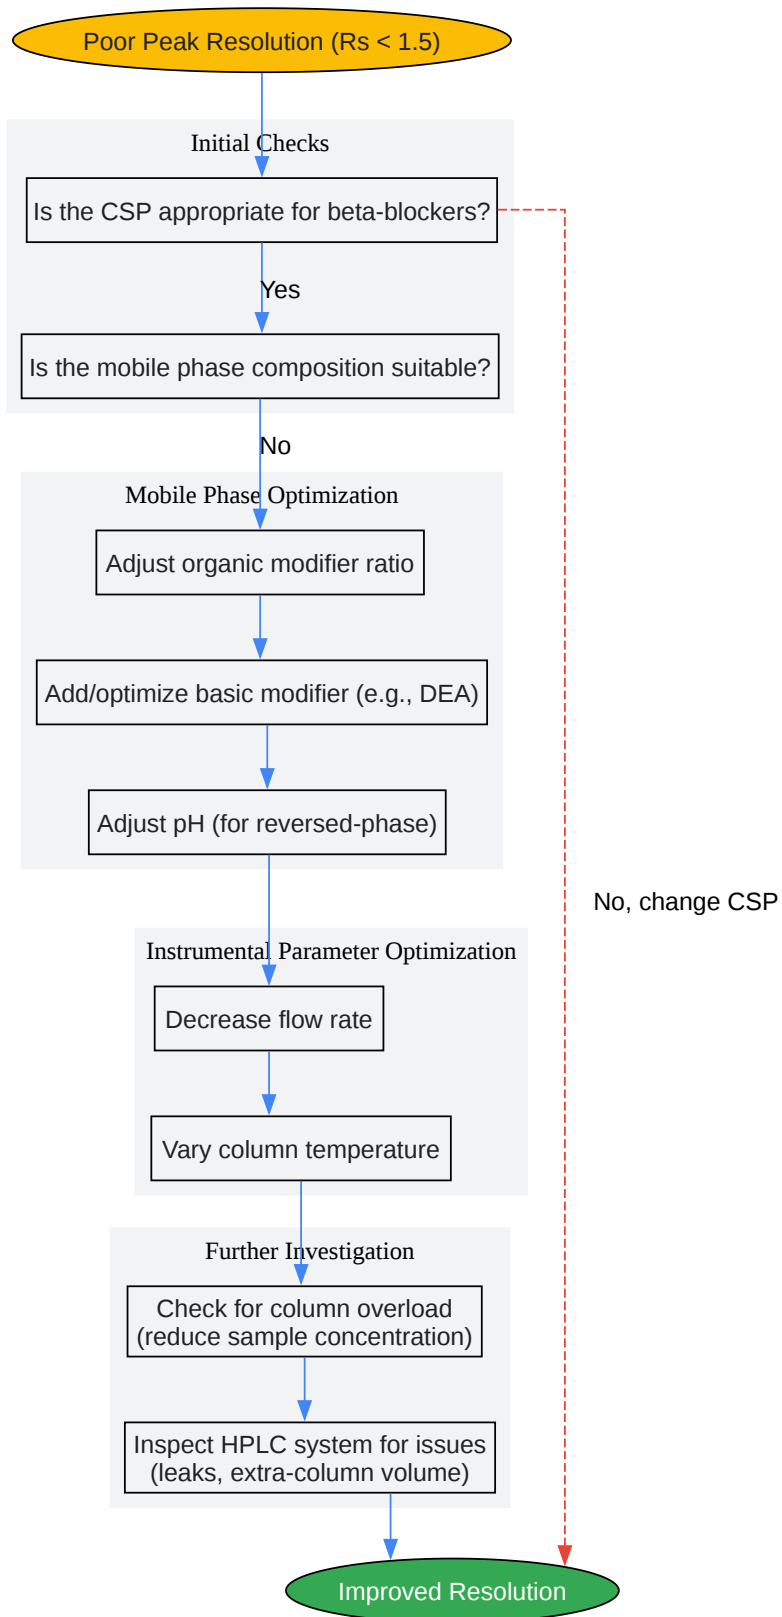 Poor Peak Resolution (Rs < 1.5)
Initial Checks
Is the CSP appropriate for beta-blockers?
Yes
Is the mobile phase composition suitable?
No
Mobile Phase Optimization
Adjust organic modifier ratio
Add/optimize basic modifier (e.g., DEA)
Adjust pH (for reversed-phase)
No, change CSP
Instrumental Parameter Optimization
Decrease flow rate
Vary column temperature
Further Investigation
Check for column overload
(reduce sample concentration)
Inspect HPLC system for issues
(leaks, extra-column volume)
Improved Resolution